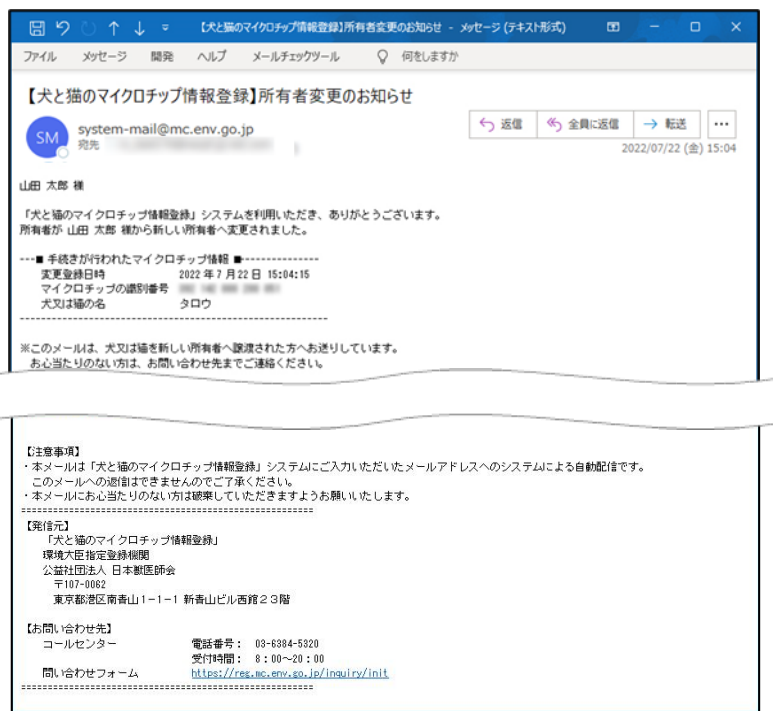 【犬と猫のマイクロチップ情報登録】所有者変更のお知らせ - メッセージ (テキスト形式)
ファイル メッセージ 開発 ヘルプ メールチェックツール 何をしますか
【犬と猫のマイクロチップ情報登録】所有者変更のお知らせ
SM
system-mail@mc.env.go.jp
宛先
返信 全員に返信 転送 …
2022/07/22 (金) 15:04
山田 太郎 様
「犬と猫のマイクロチップ情報登録」システムを利用いただき、ありがとうございます。
所有者が 山田 太郎 様から新しい所有者へ変更されました。
---■ 手続きが行われたマイクロチップ情報 ■---------------
変更登録日時 2022 年 7 月 22 日 15:04:15
マイクロチップの識別番号
犬又は猫の名 タロウ
------------------------------------------------------------
※このメールは、犬又は猫を新しい所有者へ譲渡された方へお送りしています。
お心当たりのない方は、お問い合わせ先までご連絡ください。
【注意事項】
・本メールは「犬と猫のマイクロチップ情報登録」システムにご入力いただいたメールアドレスへのシステムによる自動配信です。
このメールへの返信はできませんのでご了承ください。
・本メールにお心当たりのない方は破棄していただきますようお願いいたします。
========================================================
【発信元】
「犬と猫のマイクロチップ情報登録」
環境大臣指定登録機関
公益社団法人 日本獣医師会
〒107-0062
東京都港区南青山１−１−１ 新青山ビル西館２３階
【お問い合わせ先】
コールセンター 電話番号： 03-6384-5320
受付時間： 8：00～20：00
問い合わせフォーム https://reg.mc.env.go.jp/inquiry/init
========================================================